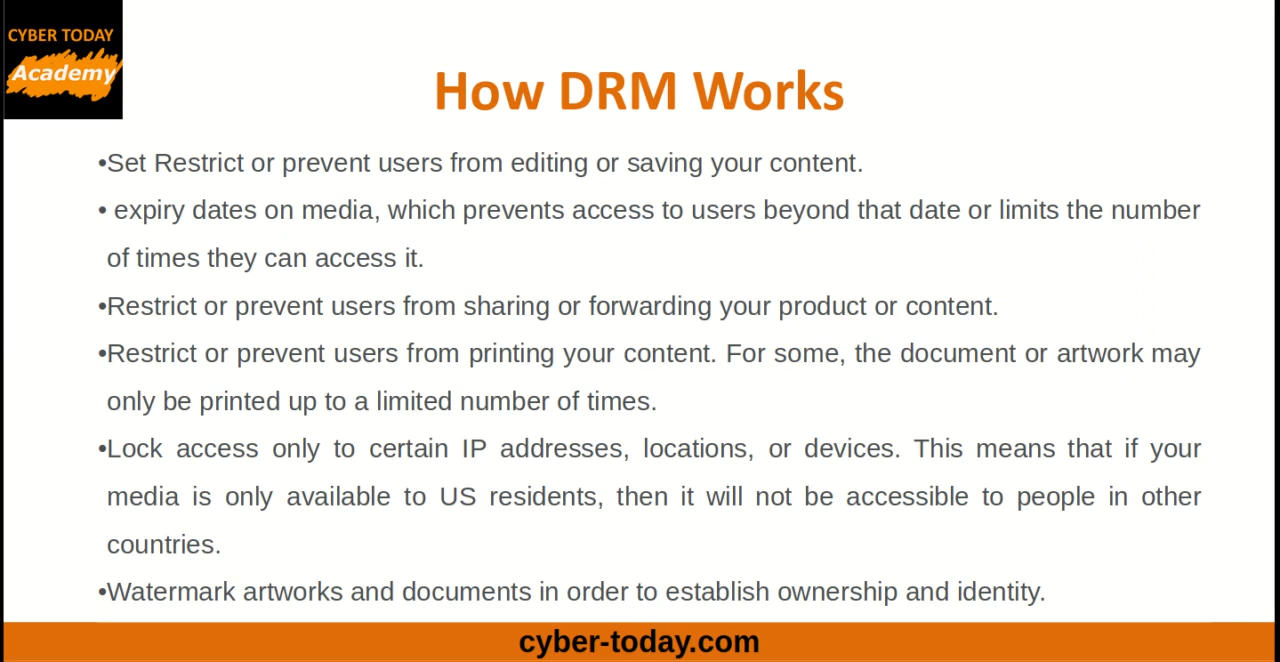 CYBER TODAY
Academy
How DRM Works
•Set Restrict or prevent users from editing or saving your content.
• expiry dates on media, which prevents access to users beyond that date or limits the number
of times they can access it.
•Restrict or prevent users from sharing or forwarding your product or content.
•Restrict or prevent users from printing your content. For some, the document or artwork may
only be printed up to a limited number of times.
•Lock access only to certain IP addresses, locations, or devices. This means that if your
media is only available to US residents, then it will not be accessible to people in other
countries.
•Watermark artworks and documents in order to establish ownership and identity.
cyber-today.com